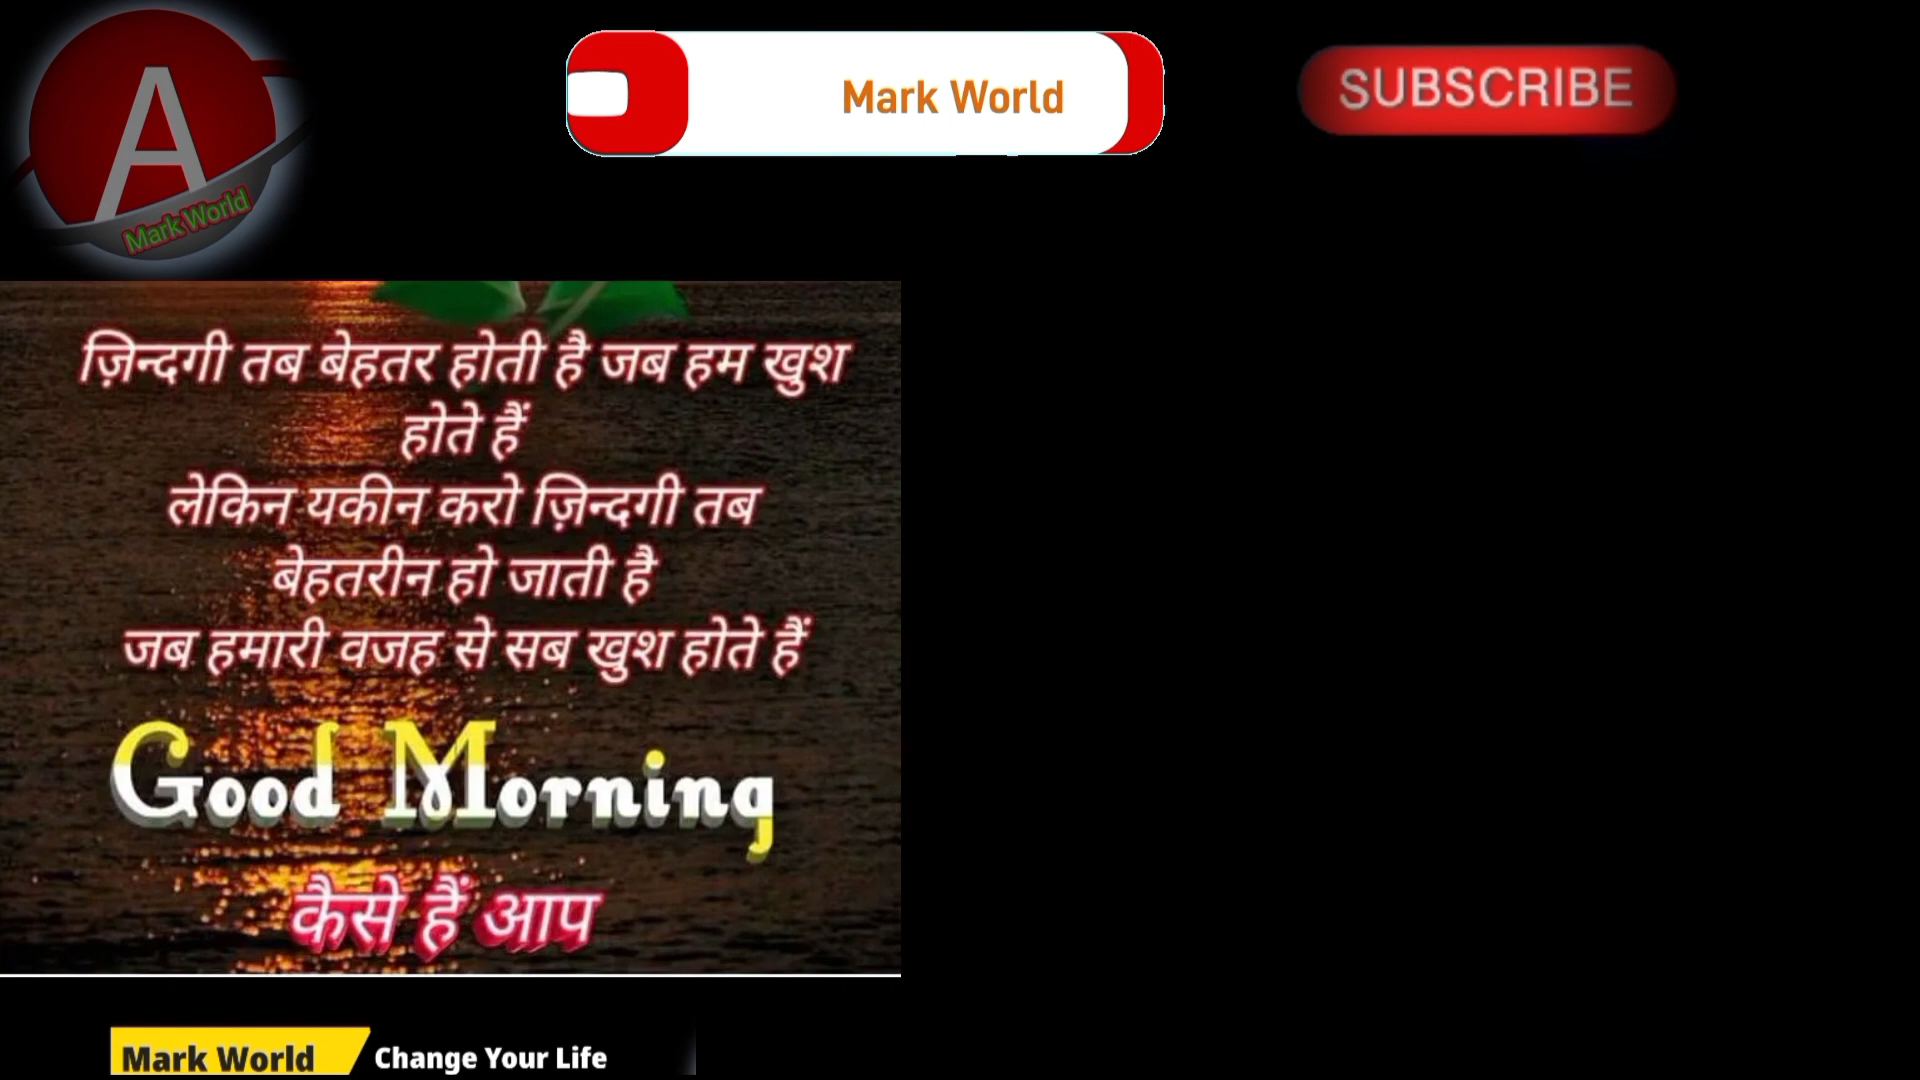 A
Mark World
Mark World
SUBSCRIBE
ज़िन्दगी तब बेहतर होती है जब हम खुश
होते हैं
लेकिन यकीन करो ज़िन्दगी तब
बेहतरीन हो जाती है
जब हमारी वजह से सब खुश होते हैं
Good Morning
कैसे हैं आप
Mark World Change Your Life